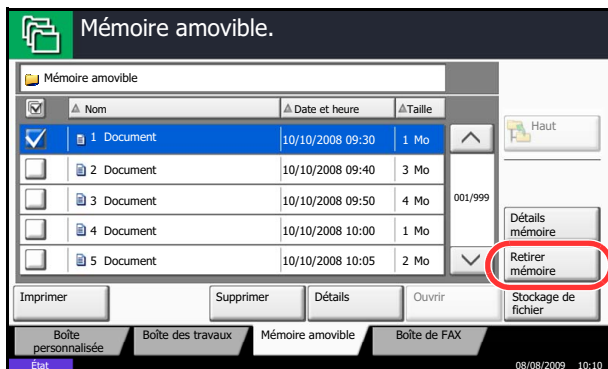 Mémoire amovible.
Mémoire amovible
Nom Date et heure Taille
1 Document 10/10/2008 09:30 1 Mo
2 Document 10/10/2008 09:40 3 Mo
3 Document 10/10/2008 09:50 4 Mo
4 Document 10/10/2008 10:00 1 Mo
5 Document 10/10/2008 10:05 2 Mo
001/999
Haut
Détails
mémoire
Retirer
mémoire
Imprimer Supprimer Détails Ouvrir
Stockage de
fichier
Boîte
personnalisée
Boîte des travaux
Mémoire amovible
Boîte de FAX
État 08/08/2009 10:10